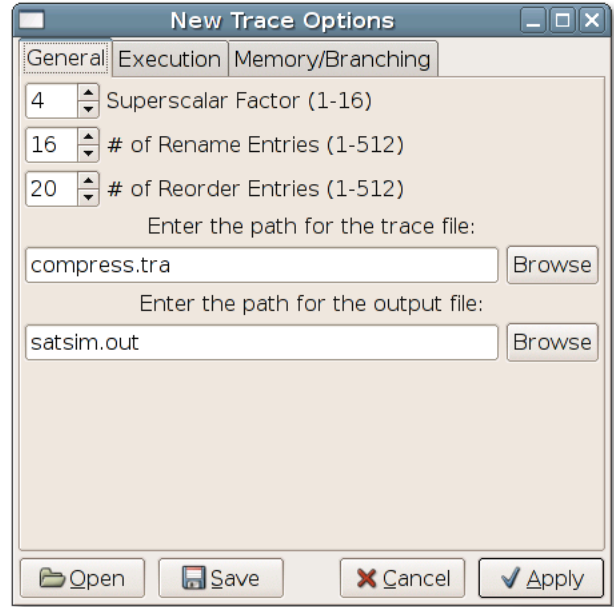 New Trace Options
General Execution Memory/Branching
4 Superscalar Factor (1-16)
16 # of Rename Entries (1-512)
20 # of Reorder Entries (1-512)
Enter the path for the trace file:
compress.tra Browse
Enter the path for the output file:
satsim.out Browse
Open Save Cancel Apply